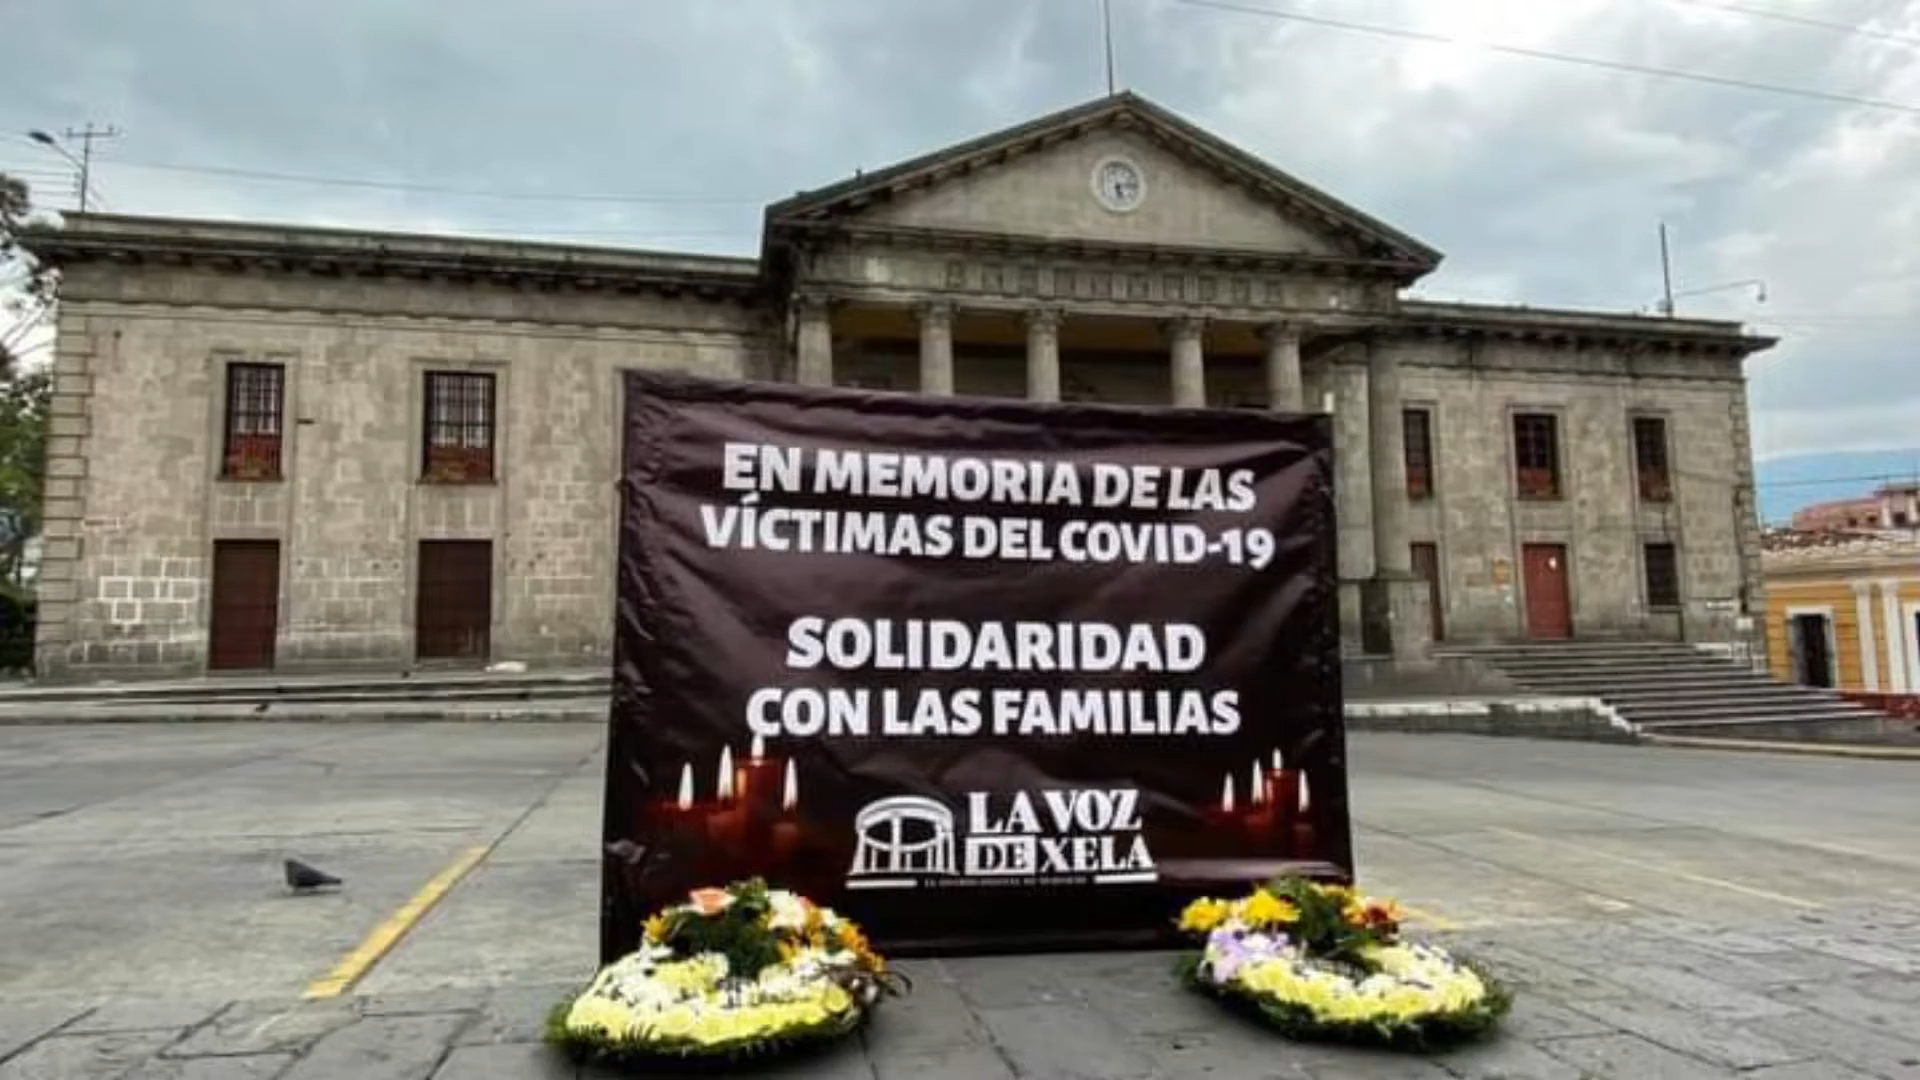 EN MEMORIA DE LAS
VÍCTIMAS DEL COVID-19
SOLIDARIDAD
CON LAS FAMILIAS
LA VOZ
DE XELA